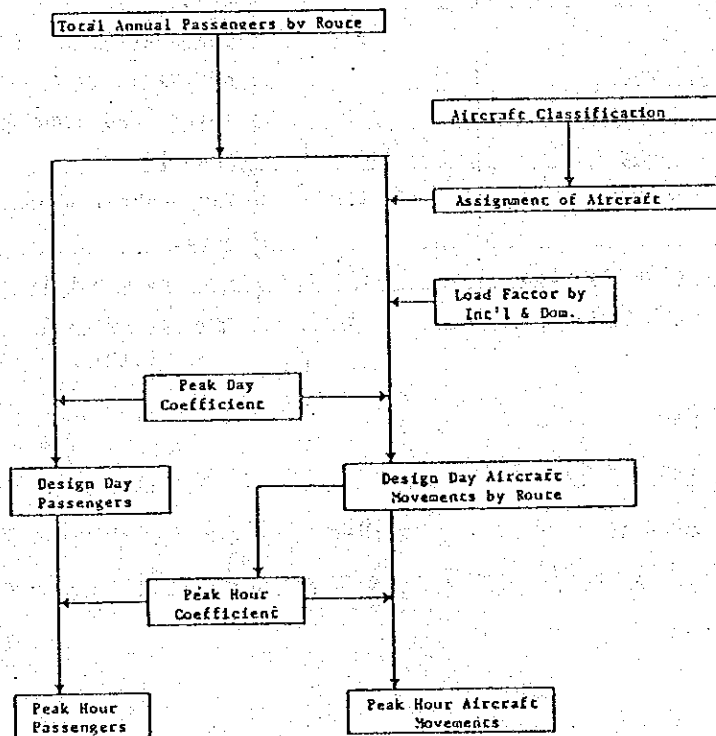 Total Annual Passengers by Route
Aircraft Classification
Assignment of Aircraft
Load Factor by
Int'l & Dom.
Peak Day
Coefficient
Design Day
Passengers
Design Day Aircraft
Movements by Route
Peak Hour
Coefficient
Peak Hour
Passengers
Peak Hour Aircraft
Movements